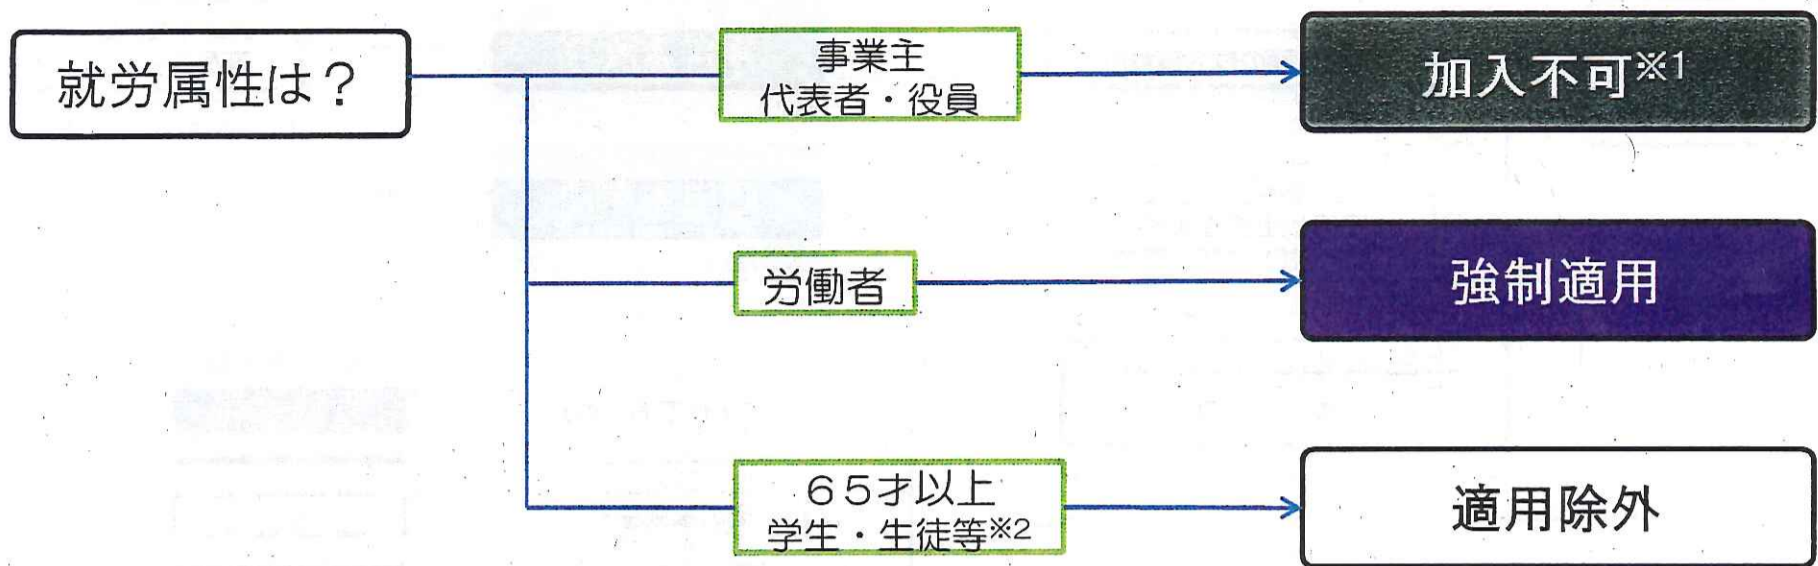 就労属性は？
事業主
代表者・役員
加入不可※1
労働者
強制適用
６５才以上
学生・生徒等※2
適用除外